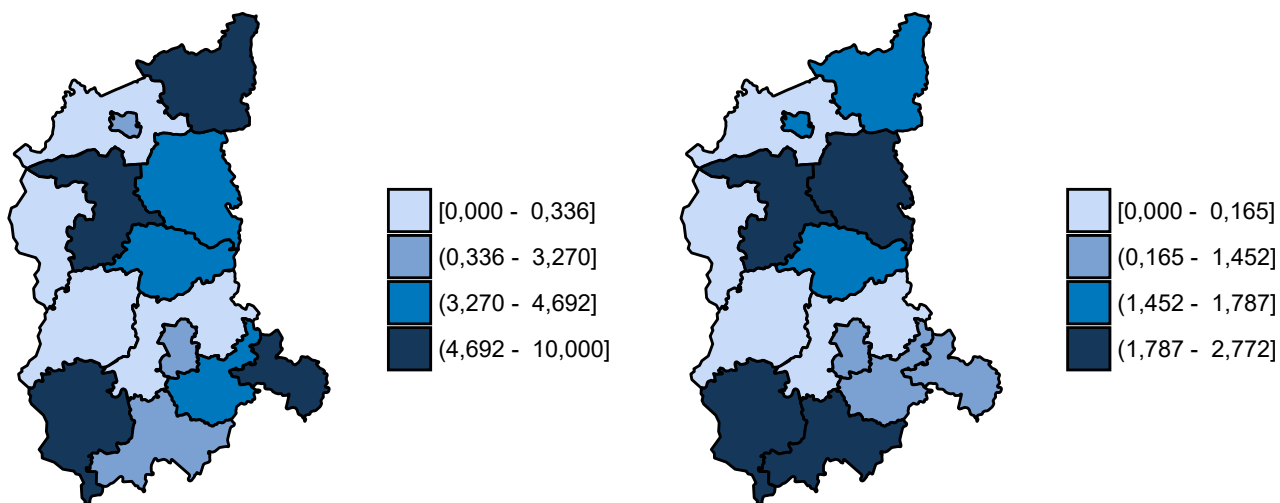 [0,000 - 0,336]
(0,336 - 3,270]
(3,270 - 4,692]
(4,692 - 10,000]
[0,000 - 0,165]
(0,165 - 1,452]
(1,452 - 1,787]
(1,787 - 2,772]